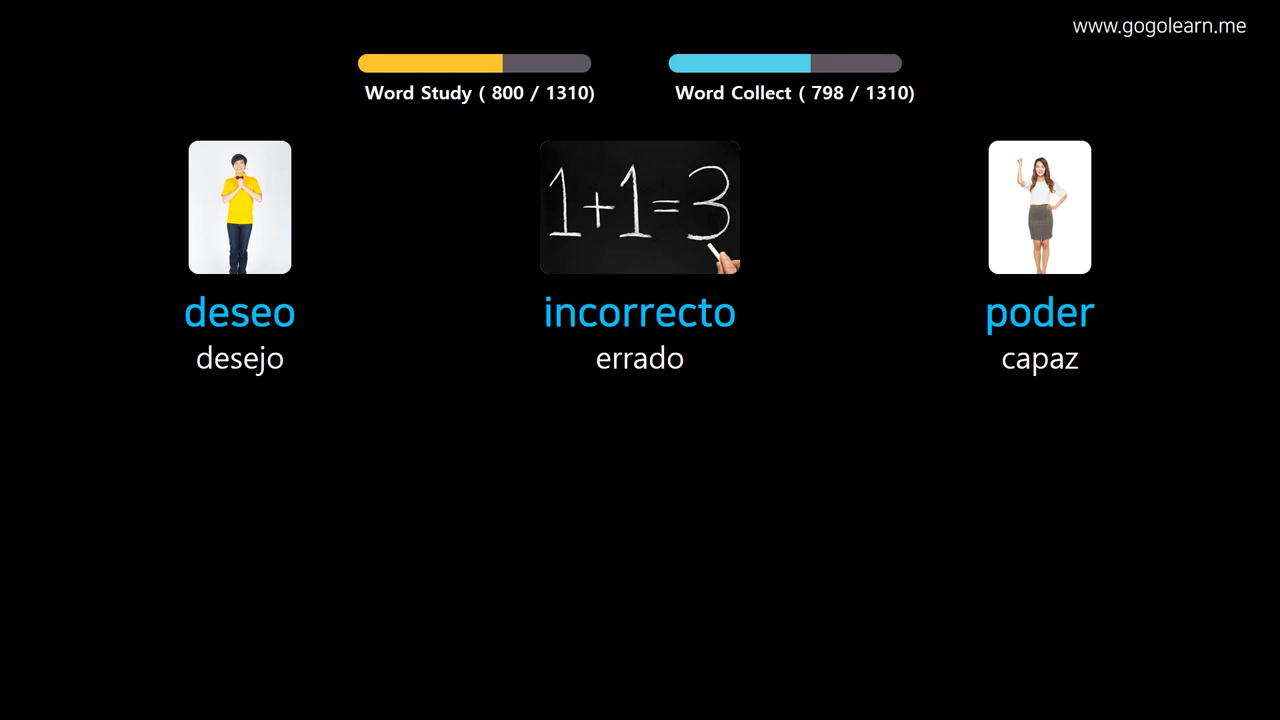 www.gogolearn.me
Word Study ( 800 / 1310)
Word Collect ( 798 / 1310)
1+1=3
deseo
incorrecto
poder
desejo
errado
capaz